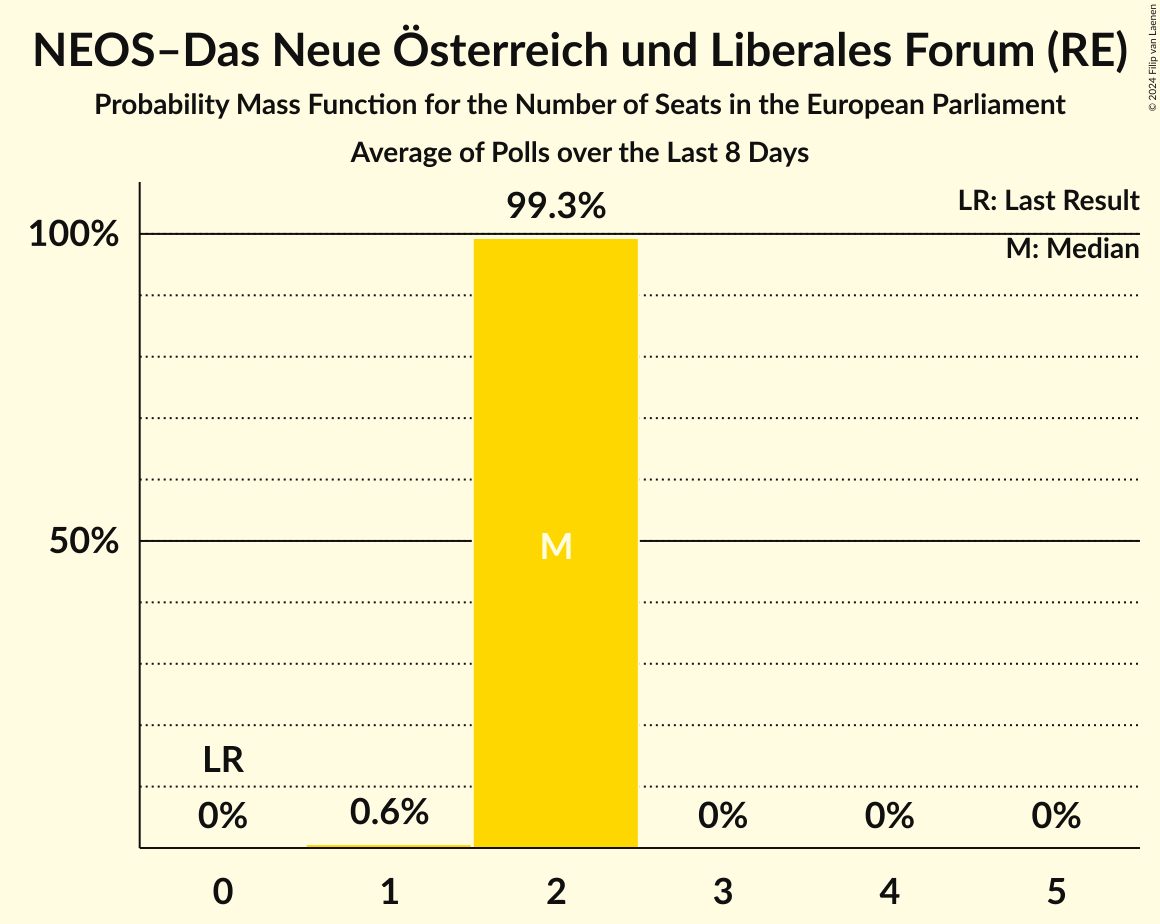 NEOS–Das Neue Österreich und Liberales Forum (RE)
Probability Mass Function for the Number of Seats in the European Parliament
Average of Polls over the Last 8 Days
© 2024 Filip van Laenen
LR: Last Result
M: Median
99.3%
100%
50%
M
LR
0%
0.6%
0%
0%
0%
0
1
2
3
4
5